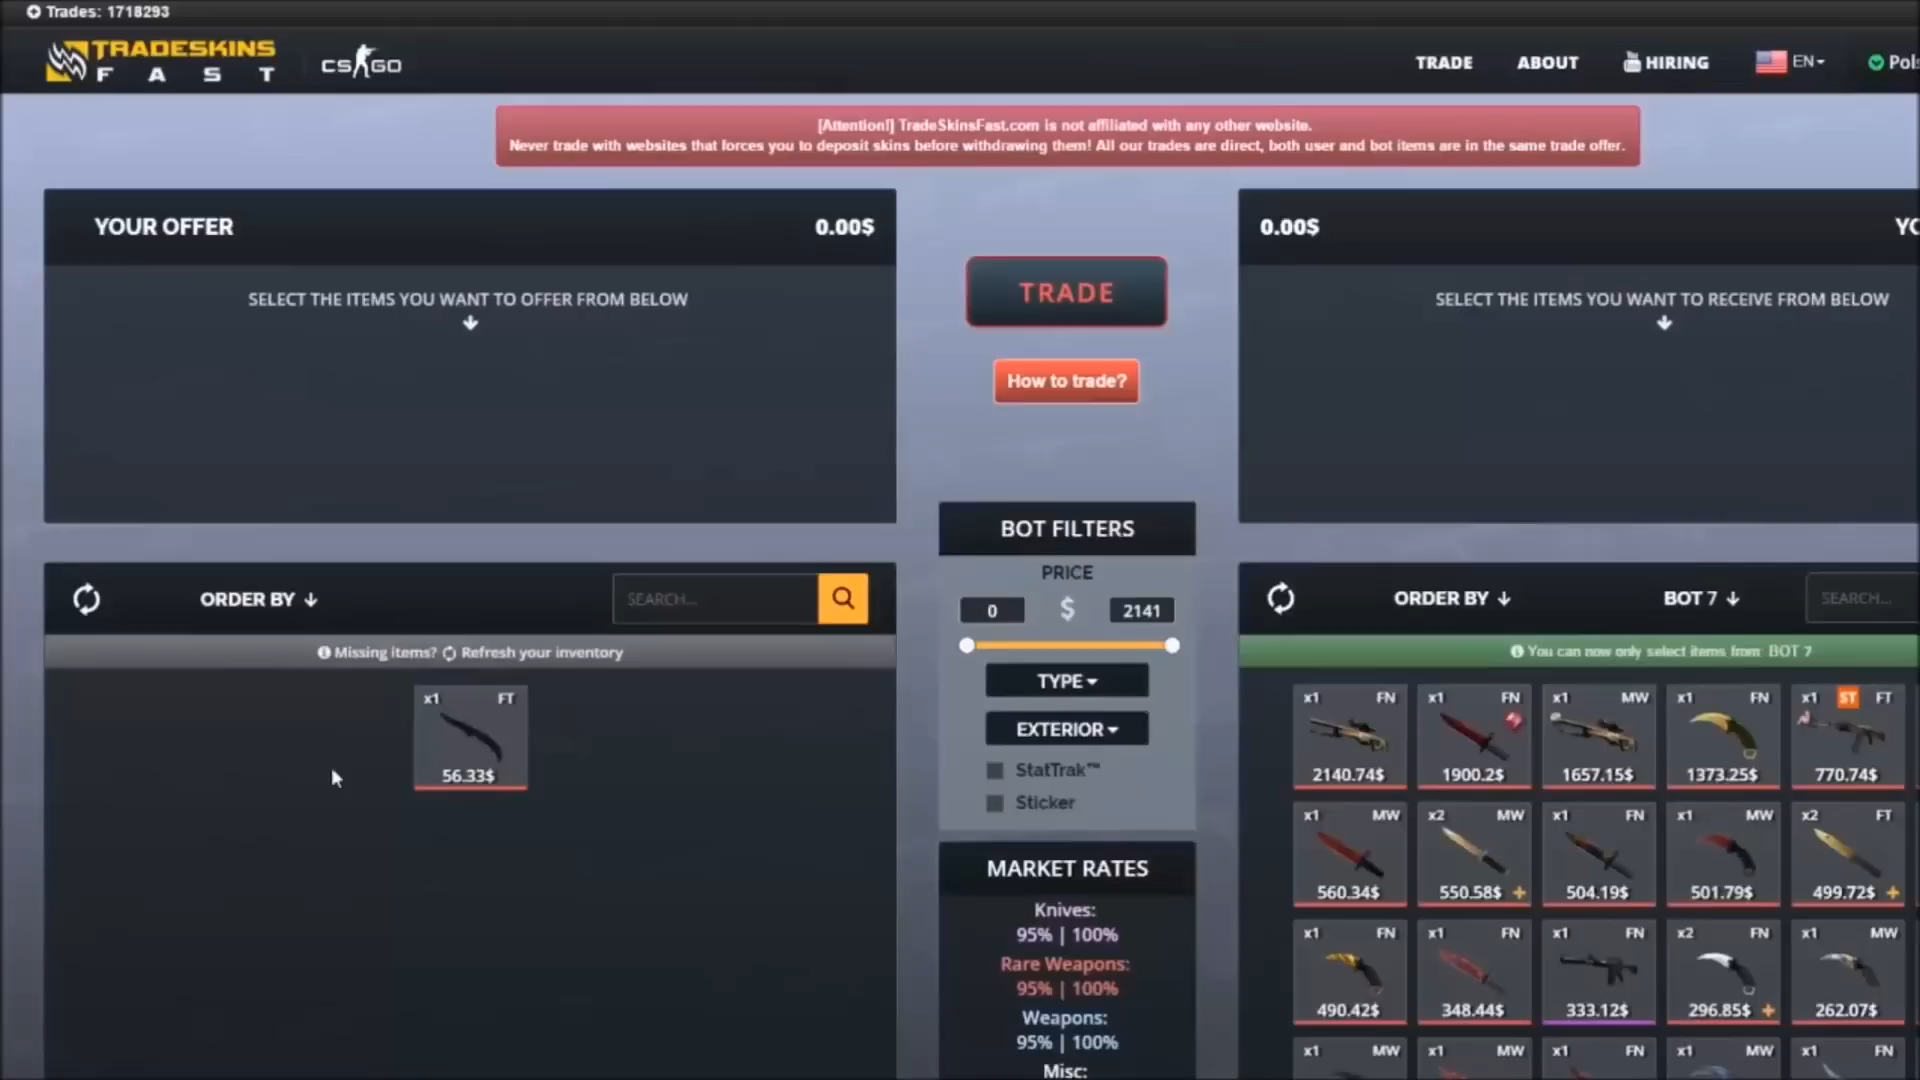 Trades: 1718293
TRADESKINS
FAST
CS GO
TRADE
ABOUT
HIRING
EN
[Attention!] TradeSkinsFast.com is not affiliated with any other website.
Never trade with websites that forces you to deposit skins before withdrawing them! All our trades are direct, both user and bot items are in the same trade offer.
YOUR OFFER
0.00$
SELECT THE ITEMS YOU WANT TO OFFER FROM BELOW
TRADE
How to trade?
0.00$
SELECT THE ITEMS YOU WANT TO RECEIVE FROM BELOW
ORDER BY
SEARCH...
Missing items? Refresh your inventory
x1 FT
56.33$
BOT FILTERS
PRICE
0 $ 2141
TYPE
EXTERIOR
StatTrak™
Sticker
MARKET RATES
Knives:
95% | 100%
Rare Weapons:
95% | 100%
Weapons:
95% | 100%
Misc:
ORDER BY
BOT 7
SEARCH...
You can now only select items from: BOT 7
x1 FN x1 FN x1 MW x1 FN x1 ST FT
2140.74$ 1900.2$ 1657.15$ 1373.25$ 770.74$
x1 MW x2 MW x1 FN x1 MW x2 FT
560.34$ 550.58$ + 504.19$ 501.79$ 499.72$ +
x1 FN x1 FN x1 FN x2 FN x1 MW
490.42$ 348.44$ 333.12$ 296.85$ + 262.07$
x1 MW x1 MW x1 FN x1 MW x1 FN